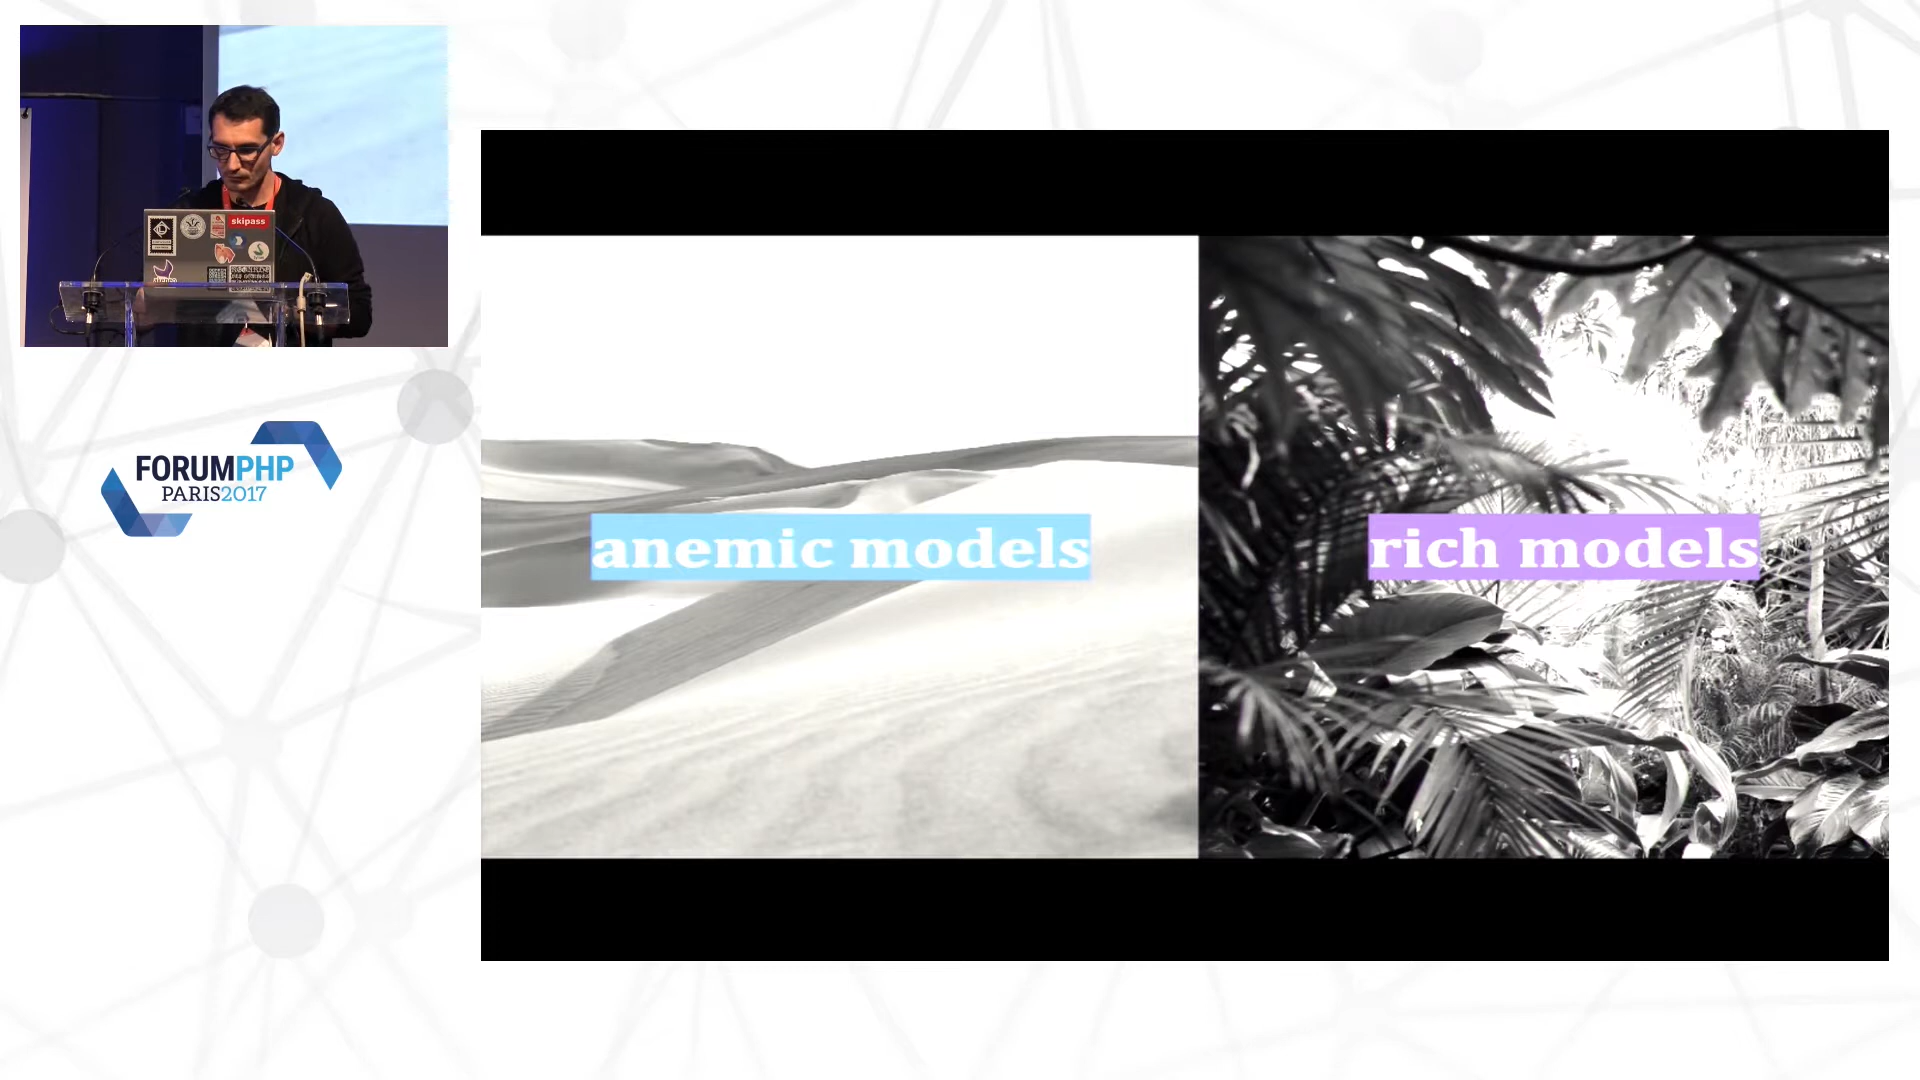 skipass
FORUMPHP
PARIS2017
anemic models
rich models